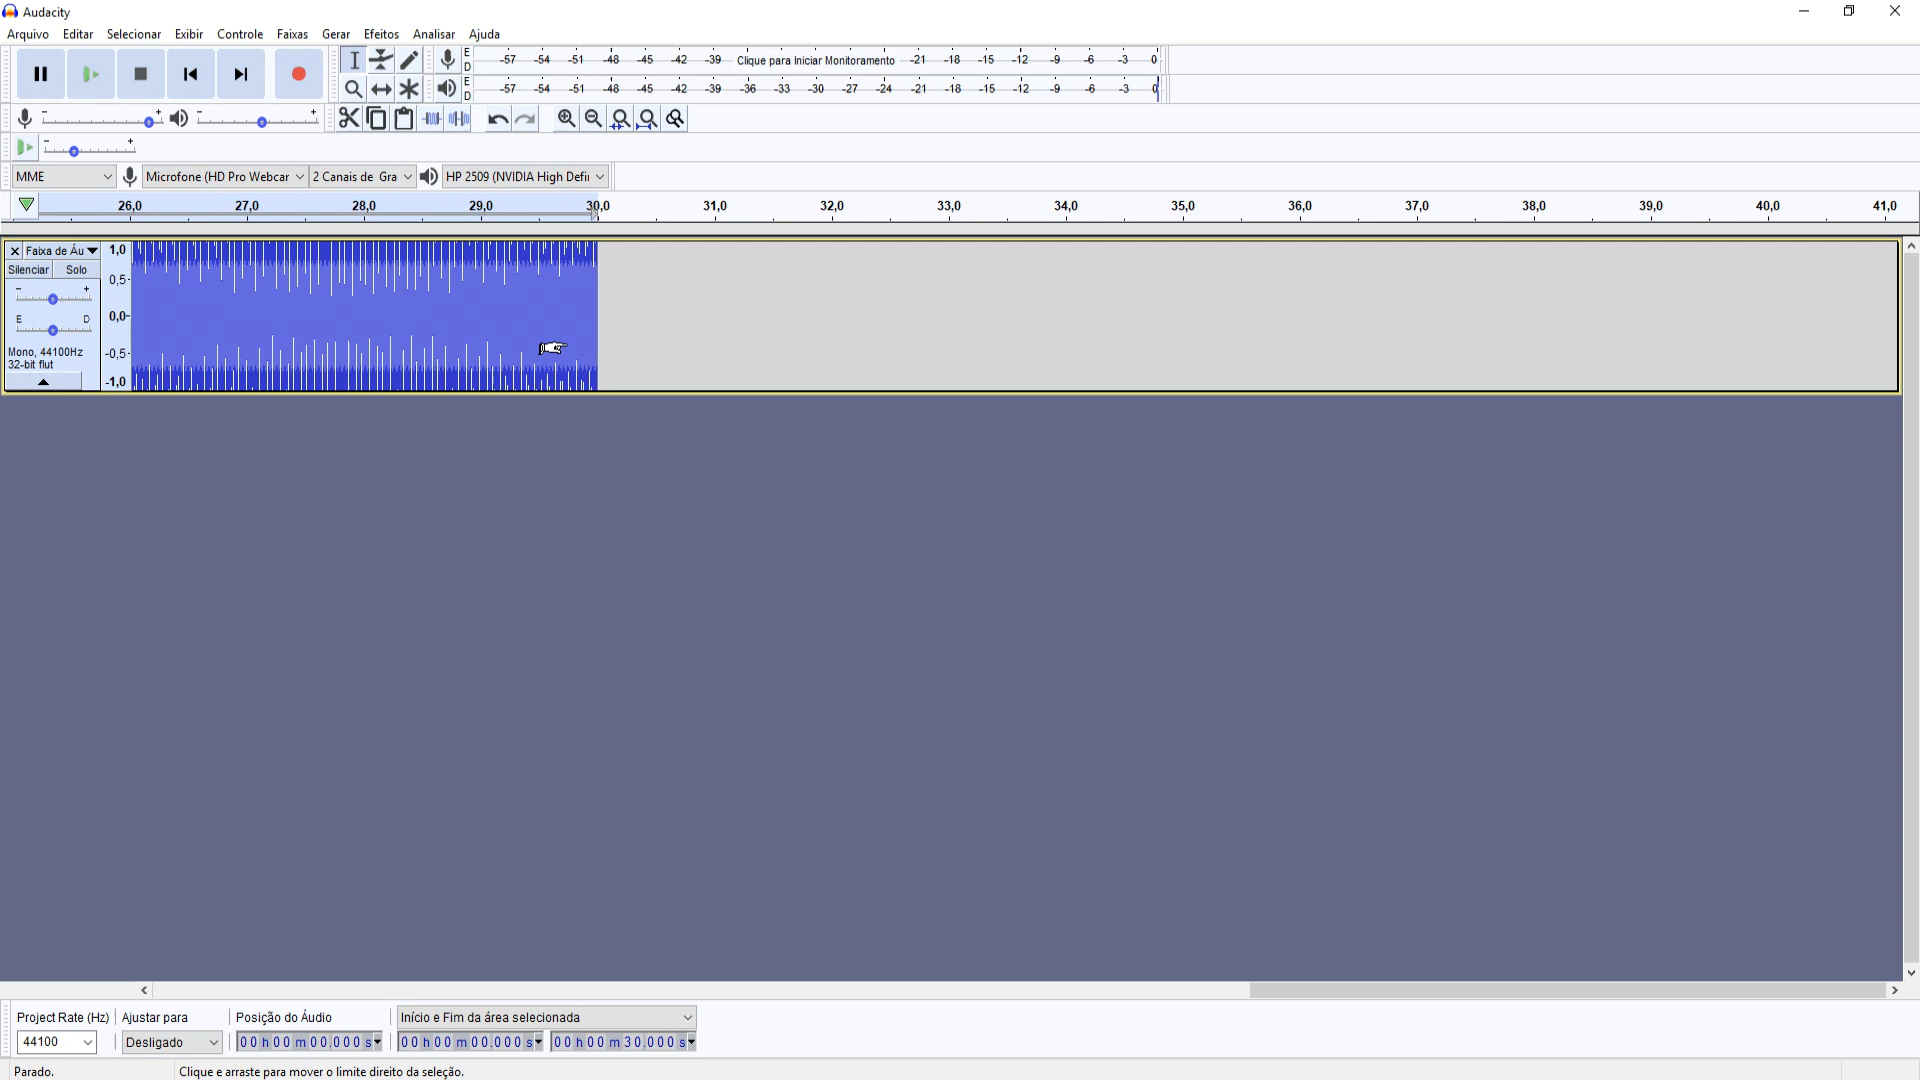 Audacity
Arquivo Editar Selecionar Exibir Controle Faixas Gerar Efeitos Analisar Ajuda
E D -57 -54 -51 -48 -45 -42 -39 Clique para Iniciar Monitoramento -21 -18 -15 -12 -9 -6 -3 0
E D -57 -54 -51 -48 -45 -42 -39 -36 -33 -30 -27 -24 -21 -18 -15 -12 -9 -6 -3 0
- + - +
- +
MME Microfone (HD Pro Webcar 2 Canais de Gra HP 2509 (NVIDIA High Defii
26,0 27,0 28,0 29,0 30,0 31,0 32,0 33,0 34,0 35,0 36,0 37,0 38,0 39,0 40,0 41,0
Faixa de Áu 1,0
Silenciar Solo
0,5
- +
0,0
E D
Mono, 44100Hz -0,5
32-bit flut
-1,0
Project Rate (Hz) Ajustar para Posição do Áudio Início e Fim da área selecionada
44100 Desligado 00 h 00 m 00.000 s 00 h 00 m 00.000 s 00 h 00 m 30.000 s
Parado. Clique e arraste para mover o limite direito da seleção.